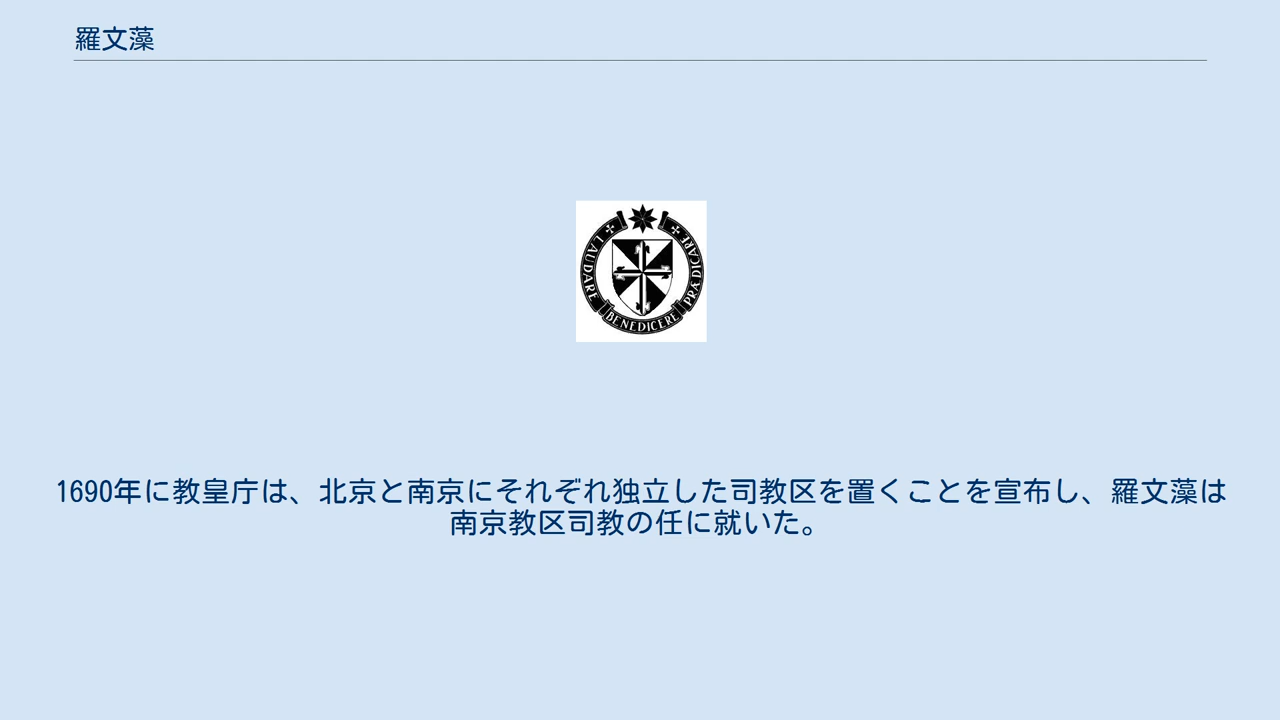 羅文藻
LAUDARE
BENEDICERE
PRÆDICARE
1690年に教皇庁は、北京と南京にそれぞれ独立した司教区を置くことを宣布し、羅文藻は
南京教区司教の任に就いた。